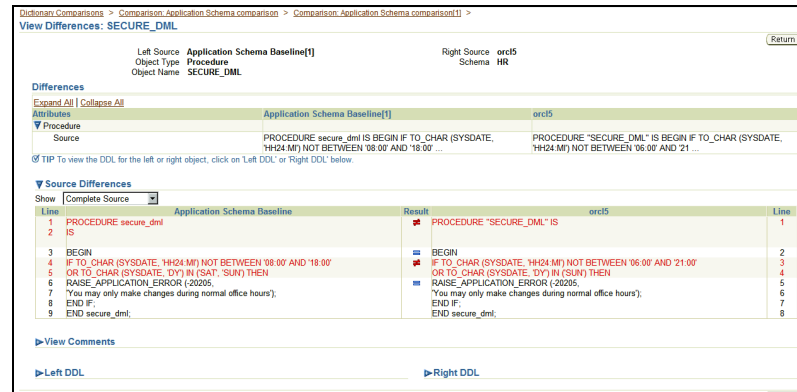 Dictionary Comparisons > Comparison: Application Schema comparison > Comparison: Application Schema comparison[1] >
View Differences: SECURE_DML
Return
Left Source Application Schema Baseline[1] Right Source orcl5
Object Type Procedure Schema HR
Object Name SECURE_DML
Differences
Expand All | Collapse All
Attributes Application Schema Baseline[1] orcl5
Procedure
Source PROCEDURE secure_dml IS BEGIN IF TO_CHAR (SYSDATE, PROCEDURE "SECURE_DML" IS BEGIN IF TO_CHAR (SYSDATE,
'HH24:MI') NOT BETWEEN '08:00' AND '18:00' ... 'HH24:MI') NOT BETWEEN '06:00' AND '21 ...
TIP To view the DDL for the left or right object, click on 'Left DDL' or 'Right DDL' below.
Source Differences
Show Complete Source
Line Application Schema Baseline Result orcl5 Line
1 PROCEDURE secure_dml PROCEDURE "SECURE_DML" IS 1
2 IS
3 BEGIN BEGIN 2
4 IF TO_CHAR (SYSDATE, 'HH24:MI') NOT BETWEEN '08:00' AND '18:00' IF TO_CHAR (SYSDATE, 'HH24:MI') NOT BETWEEN '06:00' AND '21:00' 3
5 OR TO_CHAR (SYSDATE, 'DY') IN ('SAT', 'SUN') THEN OR TO_CHAR (SYSDATE, 'DY') IN ('SUN') THEN 4
6 RAISE_APPLICATION_ERROR (-20205, RAISE_APPLICATION_ERROR (-20205, 5
7 'You may only make changes during normal office hours'); 'You may only make changes during normal office hours'); 6
8 END IF; END IF; 7
9 END secure_dml; END secure_dml; 8
View Comments
Left DDL Right DDL